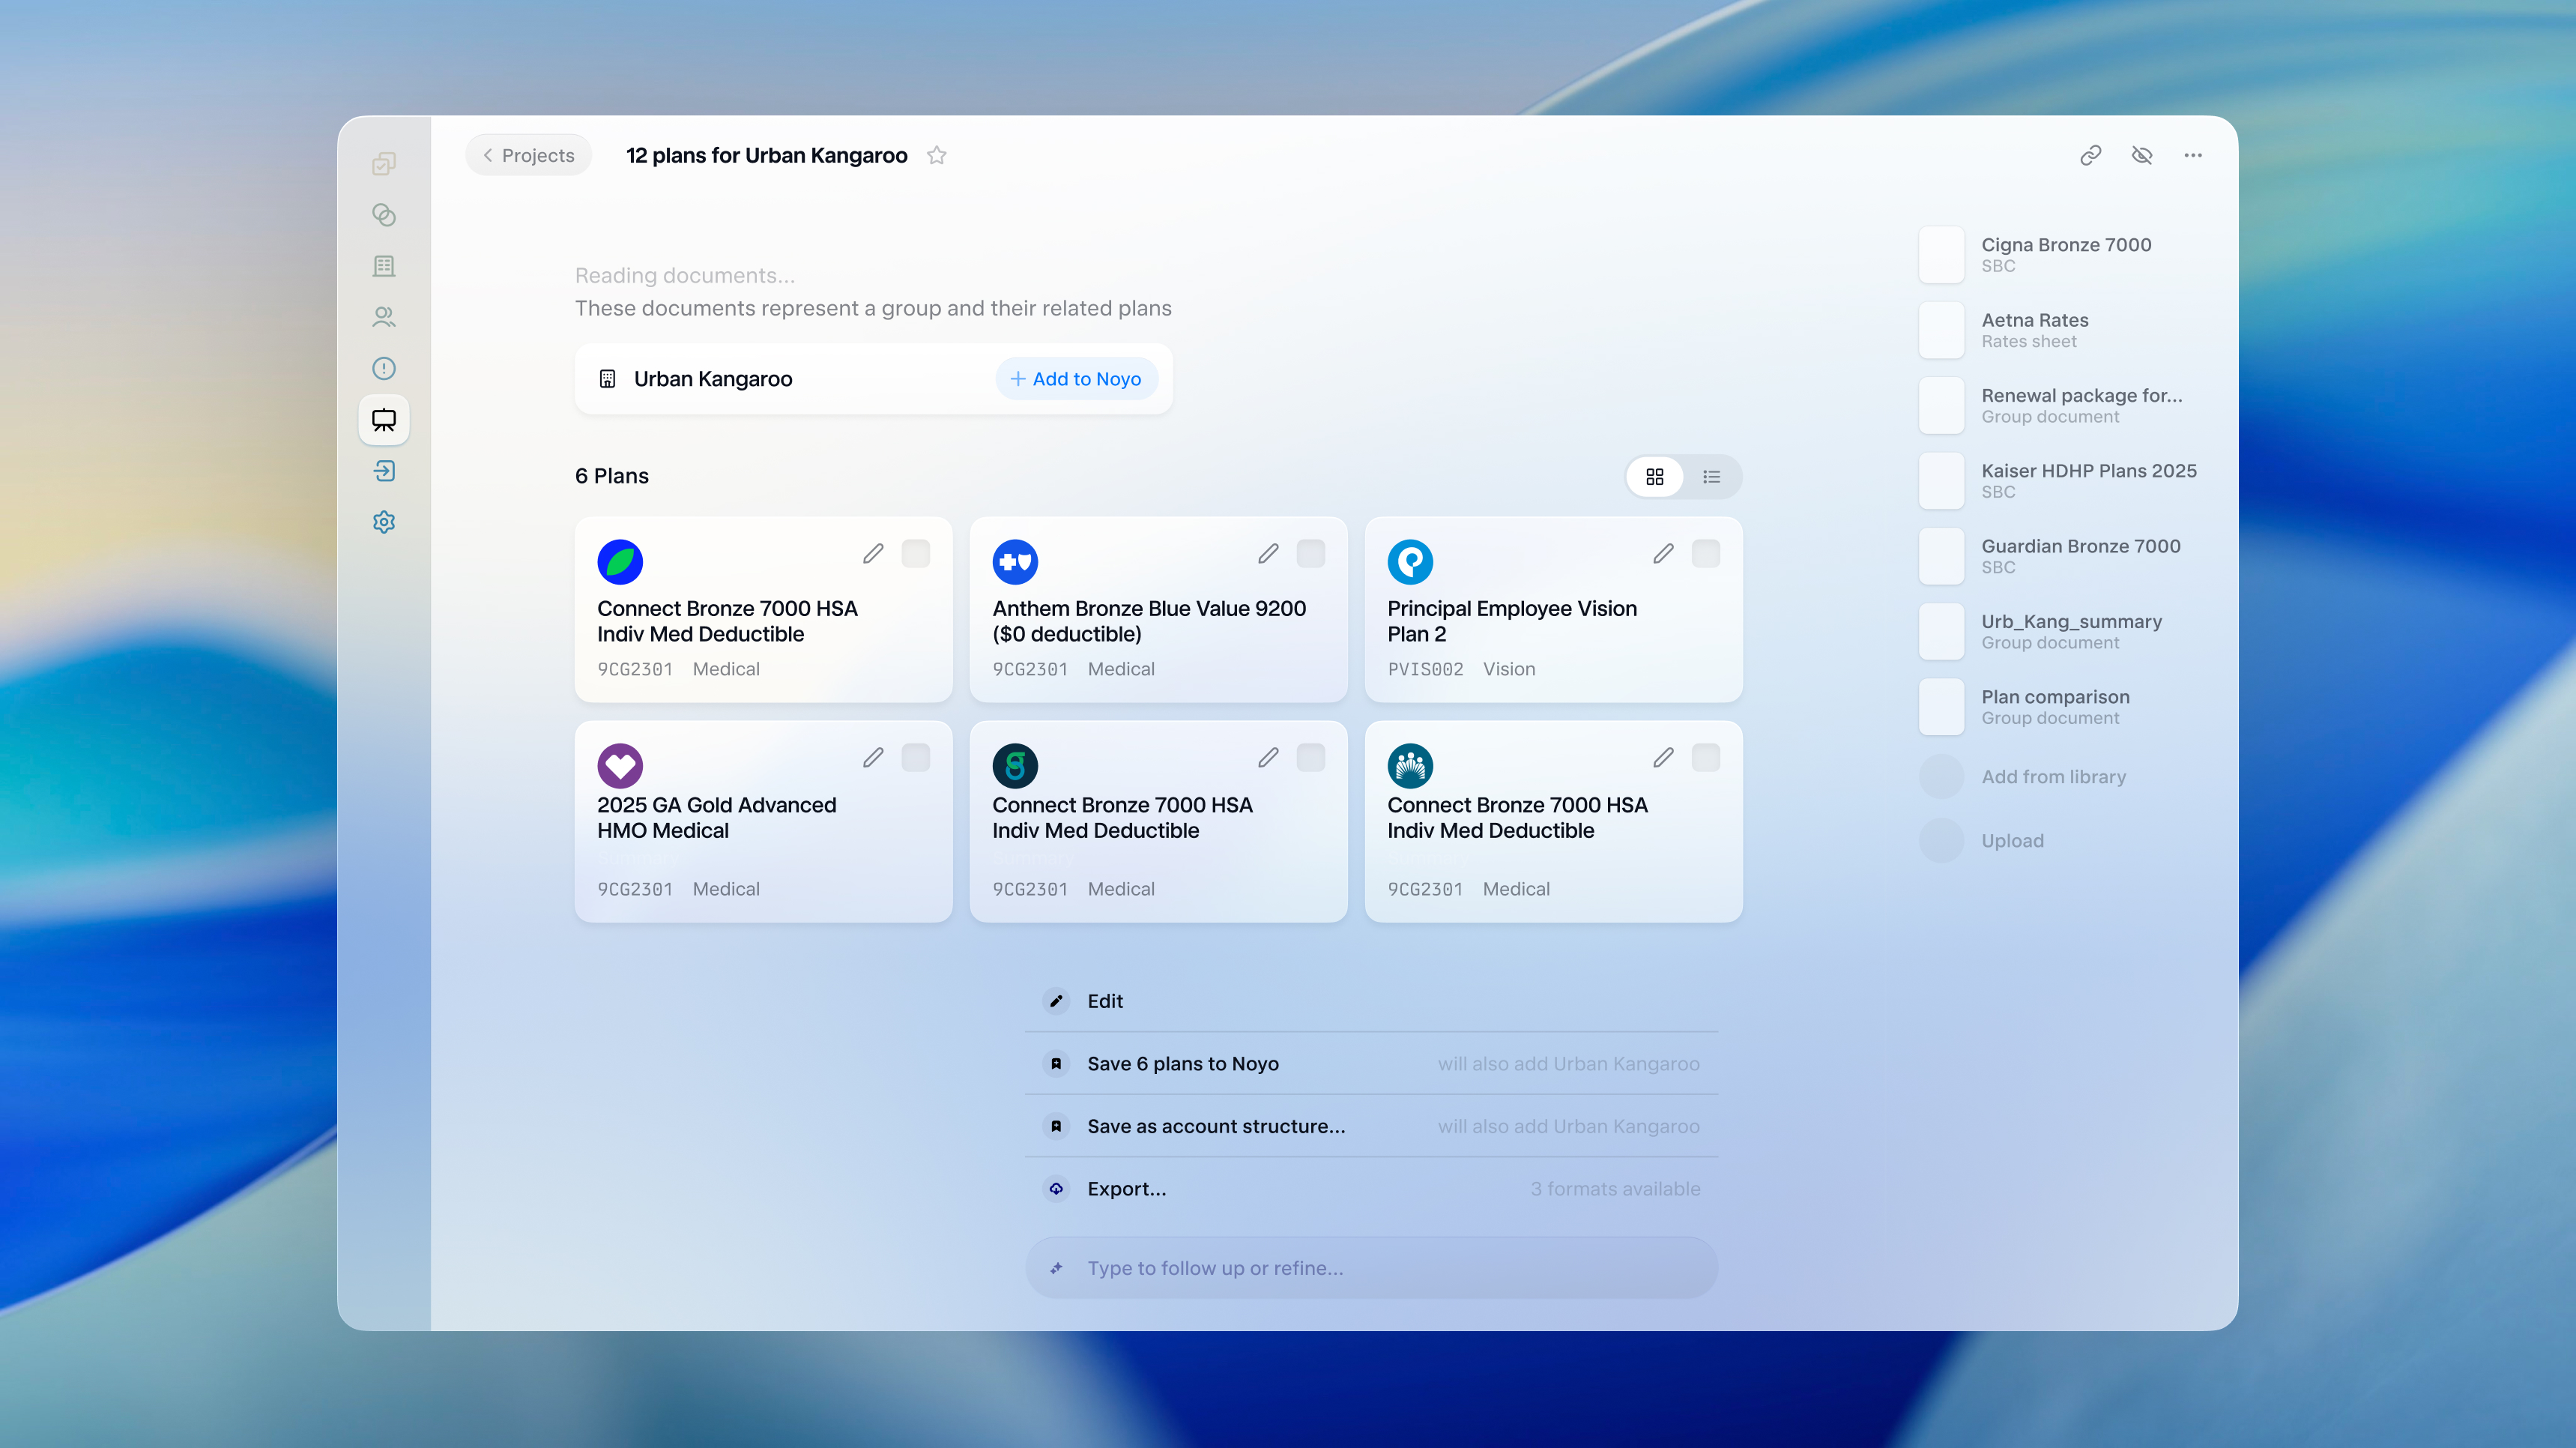 Projects
12 plans for Urban Kangaroo
Reading documents...
These documents represent a group and their related plans
Urban Kangaroo
Add to Noyo
6 Plans
Connect Bronze 7000 HSA
Indiv Med Deductible
9CG2301 Medical
Anthem Bronze Blue Value 9200
($0 deductible)
9CG2301 Medical
Principal Employee Vision
Plan 2
PVIS002 Vision
2025 GA Gold Advanced
HMO Medical
Summary
9CG2301 Medical
Connect Bronze 7000 HSA
Indiv Med Deductible
Summary
9CG2301 Medical
Connect Bronze 7000 HSA
Indiv Med Deductible
9CG2301 Medical
Edit
Save 6 plans to Noyo will also add Urban Kangaroo
Save as account structure... will also add Urban Kangaroo
Export... 3 formats available
Type to follow up or refine...
Cigna Bronze 7000
SBC
Aetna Rates
Rates sheet
Renewal package for...
Group document
Kaiser HDHP Plans 2025
SBC
Guardian Bronze 7000
SBC
Urb_Kang_summary
Group document
Plan comparison
Group document
Add from library
Upload